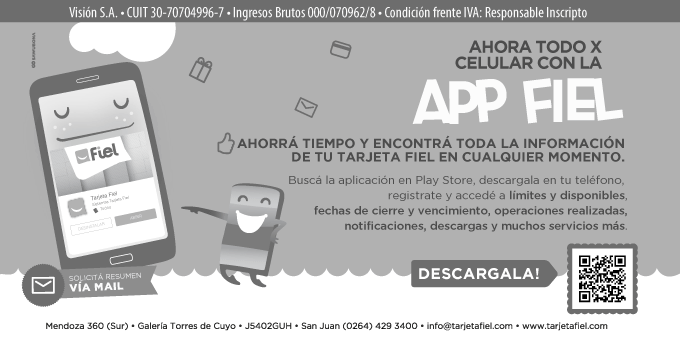 Visión S.A. • CUIT 30-70704996-7 • Ingresos Brutos 000/070962/8 • Condición frente IVA: Responsable Inscripto
AHORA TODO X
CELULAR CON LA
APP FIEL
AHORRÁ TIEMPO Y ENCONTRÁ TODA LA INFORMACIÓN
DE TU TARJETA FIEL EN CUALQUIER MOMENTO.
Buscá la aplicación en Play Store, descargala en tu teléfono,
registrate y accedé a límites y disponibles,
fechas de cierre y vencimiento, operaciones realizadas,
notificaciones, descargas y muchos servicios más.
Fiel
Tarjeta Fiel
SOLICITÁ RESUMEN
VÍA MAIL
DESCARGALA!
Mendoza 360 (Sur) • Galería Torres de Cuyo • J5402GUH • San Juan (0264) 429 3400 • info@tarjetafiel.com • www.tarjetafiel.com